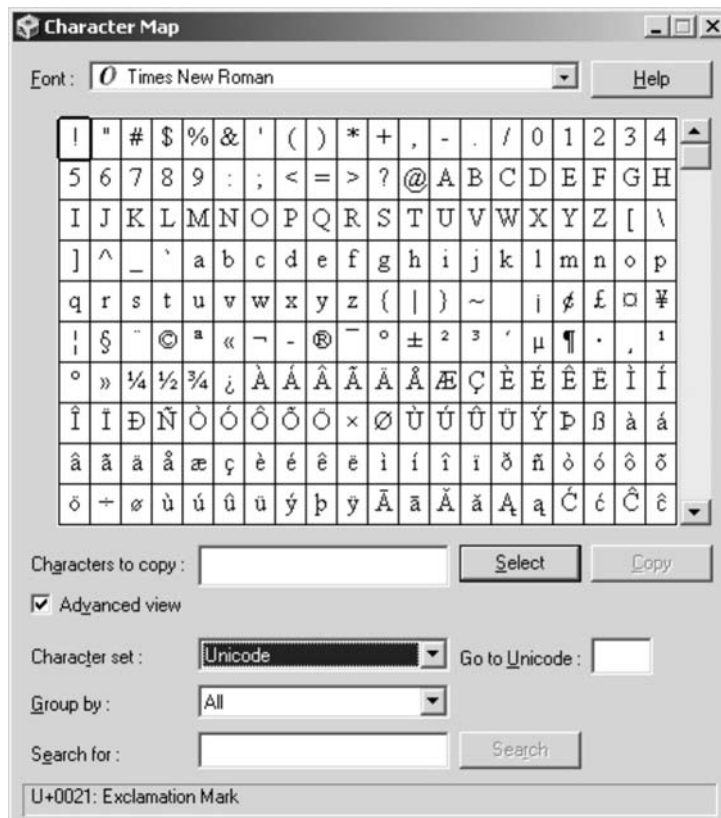 Character Map
Font : O Times New Roman Help
! " # $ % & ' ( ) * + , - . / 0 1 2 3 4
5 6 7 8 9 : ; < = > ? @ A B C D E F G H
I J K L M N O P Q R S T U V W X Y Z [ \
] ^ _ ` a b c d e f g h i j k l m n o p
q r s t u v w x y z { | } ~ ¡ ¢ £ ¤ ¥
¦ § ¨ © ª « ¬ - ® ¯ ° ± ² ³ ´ µ ¶ · ¸ ¹
º » ¼ ½ ¾ ¿ À Á Â Ã Ä Å Æ Ç È É Ê Ë Ì Í
Î Ï Ð Ñ Ò Ó Ô Õ Ö × Ø Ù Ú Û Ü Ý Þ ß à á
â ã ä å æ ç è é ê ë ì í î ï ð ñ ò ó ô õ
ö ÷ ø ù ú û ü ý þ ÿ Ā ā Ă ă Ą ą Ć ć Ĉ ĉ
Characters to copy : Select Copy
Advanced view
Character set : Unicode Go to Unicode :
Group by : All
Search for : Search
U+0021: Exclamation Mark